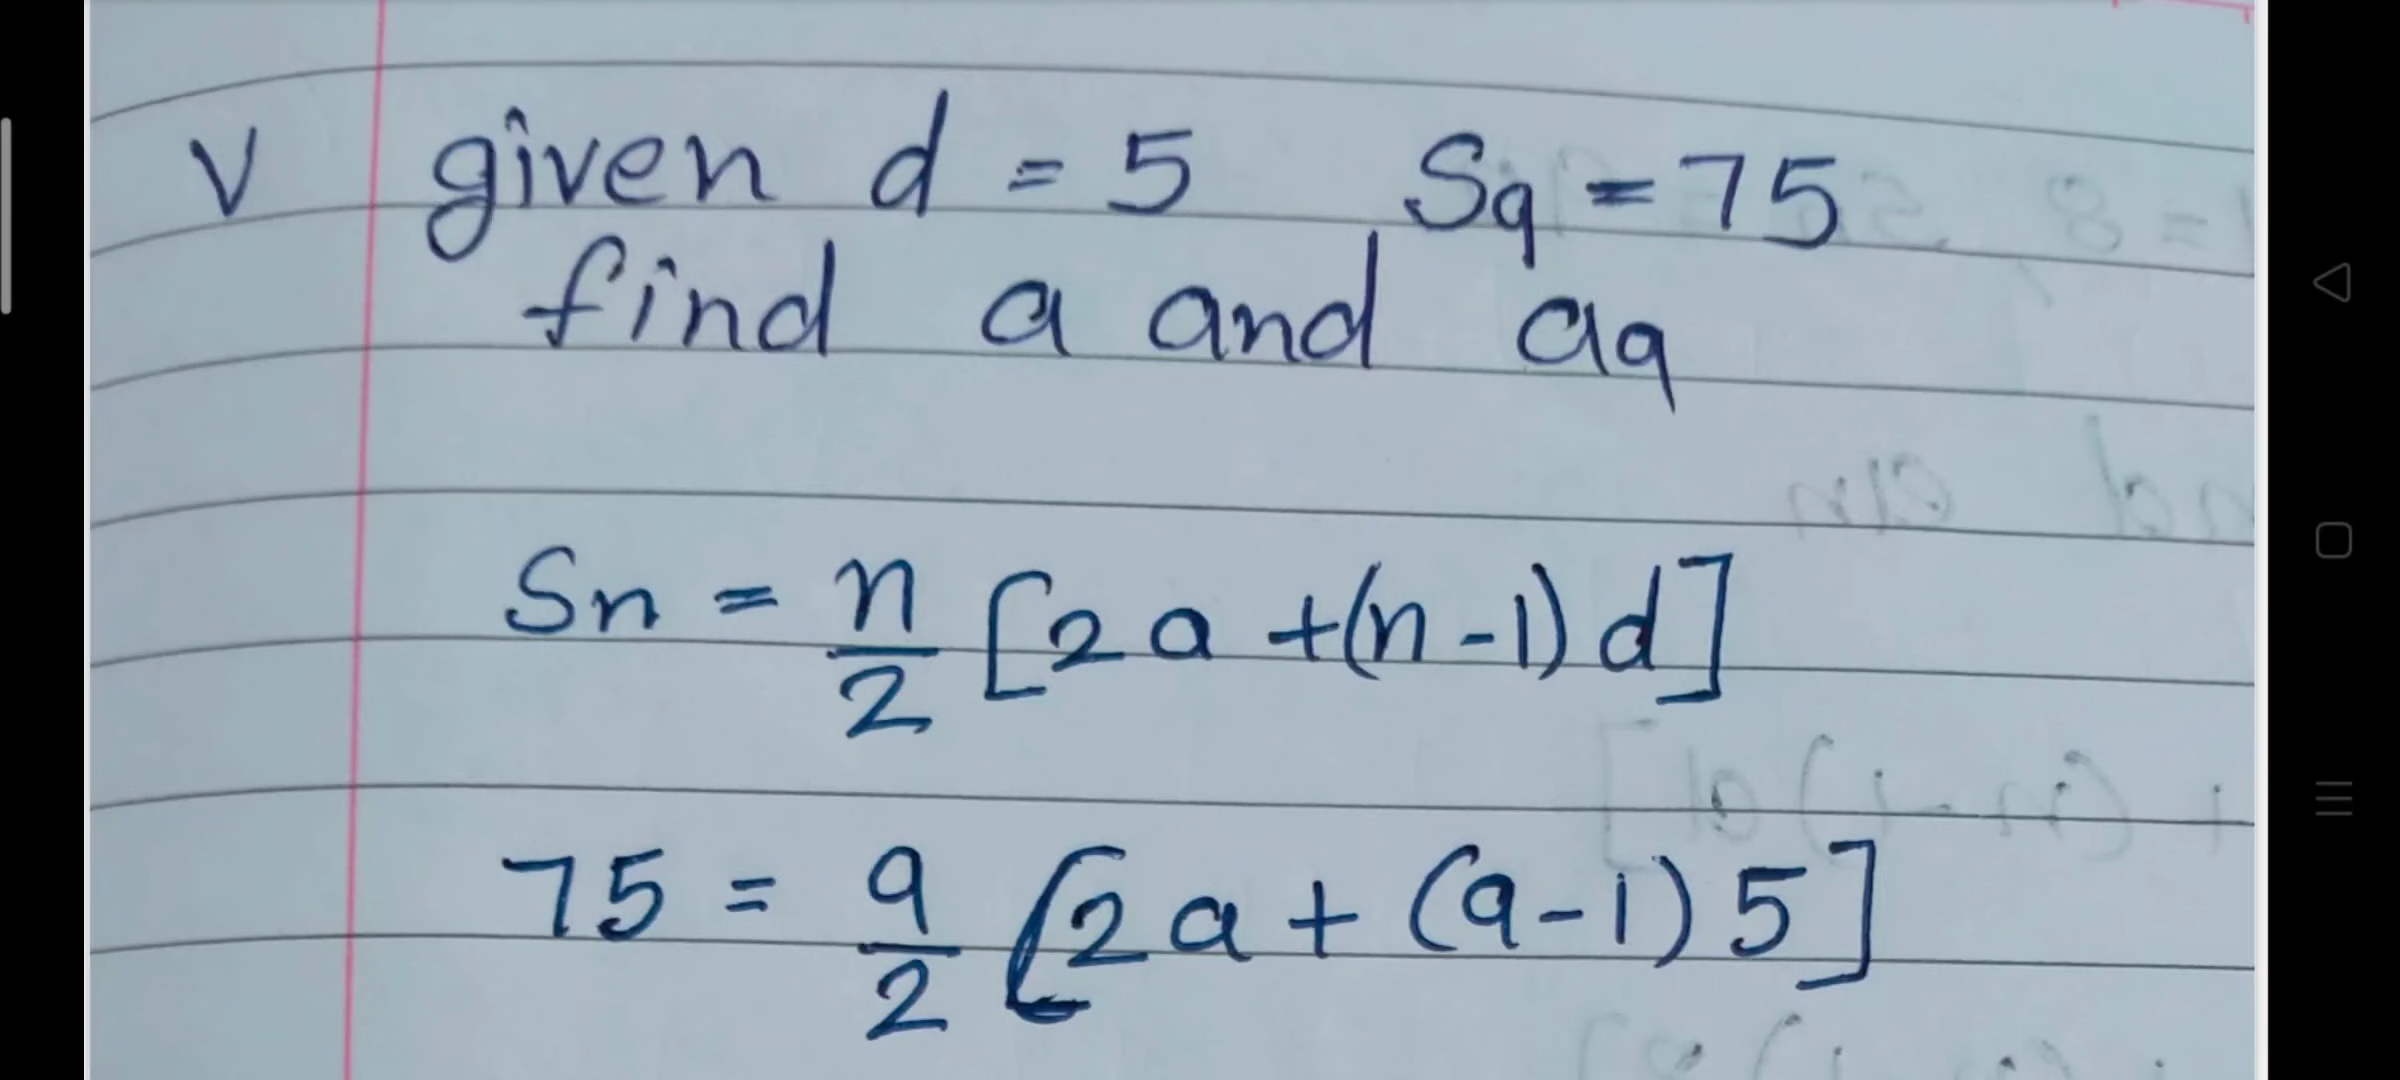 V given d = 5 S9 = 75
find a and a9
Sn = n/2 [2a + (n-1) d]
75 = 9/2 [2a + (9-1) 5]